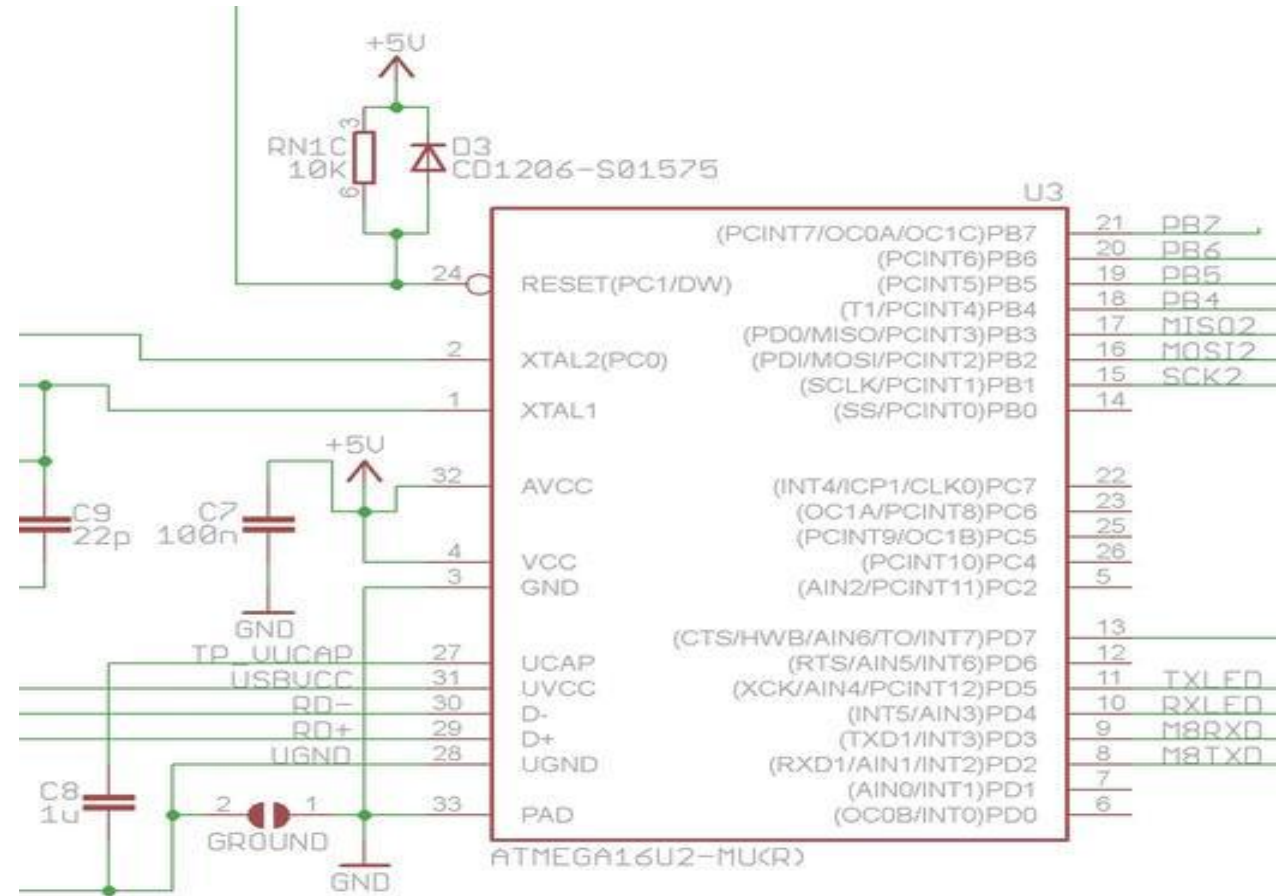 +5V
RN1C
10K
3
6
D3
CD1206-S01575
U3
24
RESET(PC1/DW)
2
XTAL2(PC0)
1
XTAL1
+5V
32
AVCC
C9
22p
C7
100n
4
VCC
3
GND
GND
TP_VUCAP
27
UCAP
USBVCC
31
UVCC
RD-
30
D-
RD+
29
D+
UGND
28
UGND
C8
1u
2
1
GROUND
33
PAD
GND
ATMEGA16U2-MU(R)
(PCINT7/OC0A/OC1C)PB7
21
PB7
(PCINT6)PB6
20
PB6
(PCINT5)PB5
19
PB5
(T1/PCINT4)PB4
18
PB4
(PD0/MISO/PCINT3)PB3
17
MISO2
(PDI/MOSI/PCINT2)PB2
16
MOSI2
(SCLK/PCINT1)PB1
15
SCK2
(SS/PCINT0)PB0
14
(INT4/ICP1/CLK0)PC7
22
(OC1A/PCINT8)PC6
23
(PCINT9/OC1B)PC5
25
(PCINT10)PC4
26
(AIN2/PCINT11)PC2
5
(CTS/HWB/AIN6/TO/INT7)PD7
13
(RTS/AIN5/INT6)PD6
12
(XCK/AIN4/PCINT12)PD5
11
TXLED
(INT5/AIN3)PD4
10
RXLED
(TXD1/INT3)PD3
9
M8RXD
(RXD1/AIN1/INT2)PD2
8
M8TXD
(AIN0/INT1)PD1
7
(OC0B/INT0)PD0
6